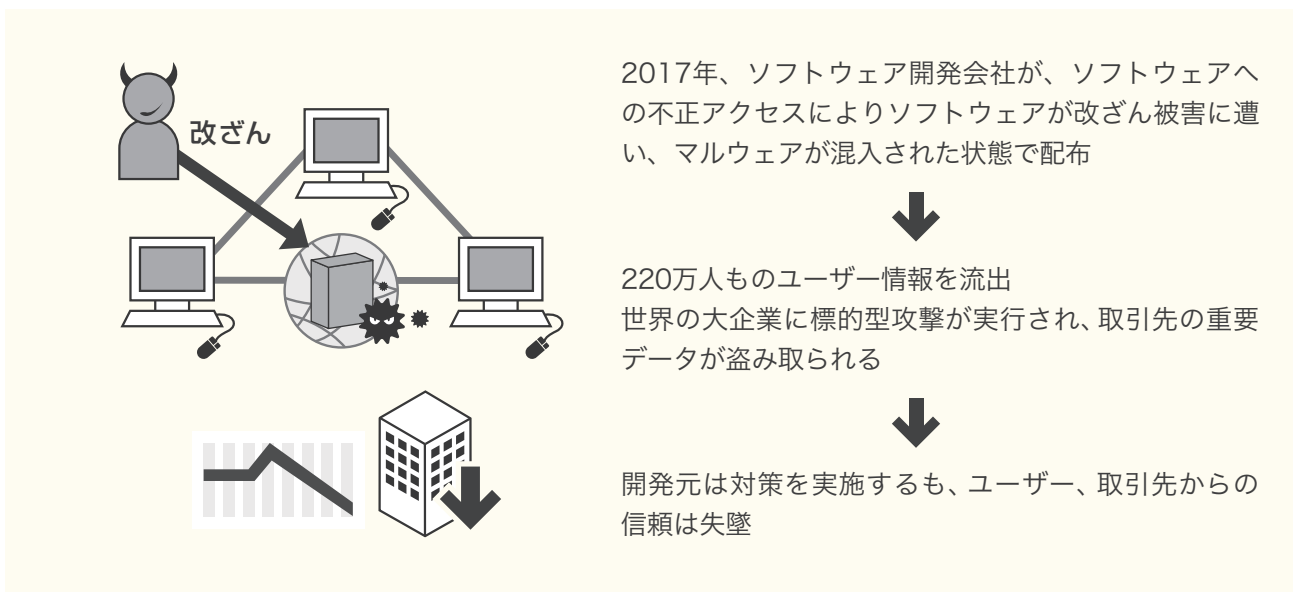 改ざん
2017年、ソフトウェア開発会社が、ソフトウェアへ
の不正アクセスによりソフトウェアが改ざん被害に遭
い、マルウェアが混入された状態で配布
220万人ものユーザー情報を流出
世界の大企業に標的型攻撃が実行され、取引先の重要
データが盗み取られる
開発元は対策を実施するも、ユーザー、取引先からの
信頼は失墜